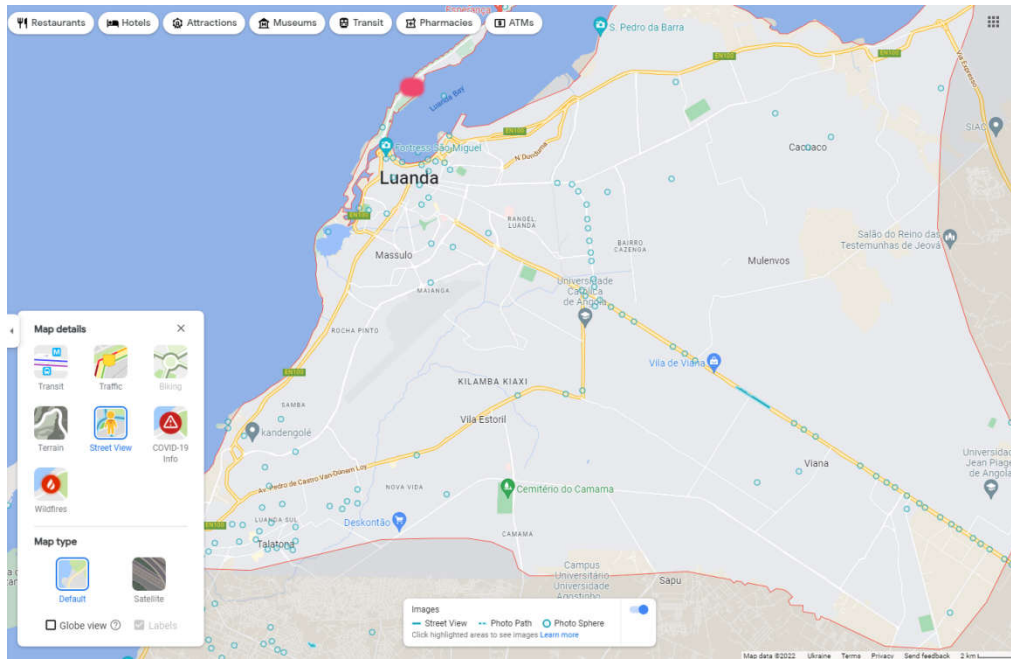 Restaurants
Hotels
Attractions
Museums
Transit
Pharmacies
ATMs
S. Pedro da Barra
EN100
Via Expresso
Luanda Bay
SIAC
EN100
Fortress São Miguel
N'Dunduma
Cacuaco
Luanda
EN100
RANGEL,
LUANDA
BAIRRO
CAZENGA
Salão do Reino das
Testemunhas de Jeová
Massulo
Mulenvos
MAIANGA
Universidade
Católica
de Angola
ROCHA PINTO
Vila de Viana
EN100
KILAMBA KIAXI
SAMBA
Vila Estoril
kandengolé
Viana
Universidad
Jean Piage
de Angola
Av. Pedro de Castro Van-Dúnem Loy
NOVA VIDA
Cemitério do Camama
EN100
LUANDA SUL
Deskontão
CAMAMA
Talatona
Campus
Universitário
Universidade
Agostinho
Sapu
Map details
Transit
Traffic
Biking
Terrain
Street View
COVID-19
Info
Wildfires
Map type
Default
Satellite
Globe view
Labels
Images
Street View
Photo Path
Photo Sphere
Click highlighted areas to see images Learn more
Map data ©2022 Ukraine Terms Privacy Send feedback 2 km